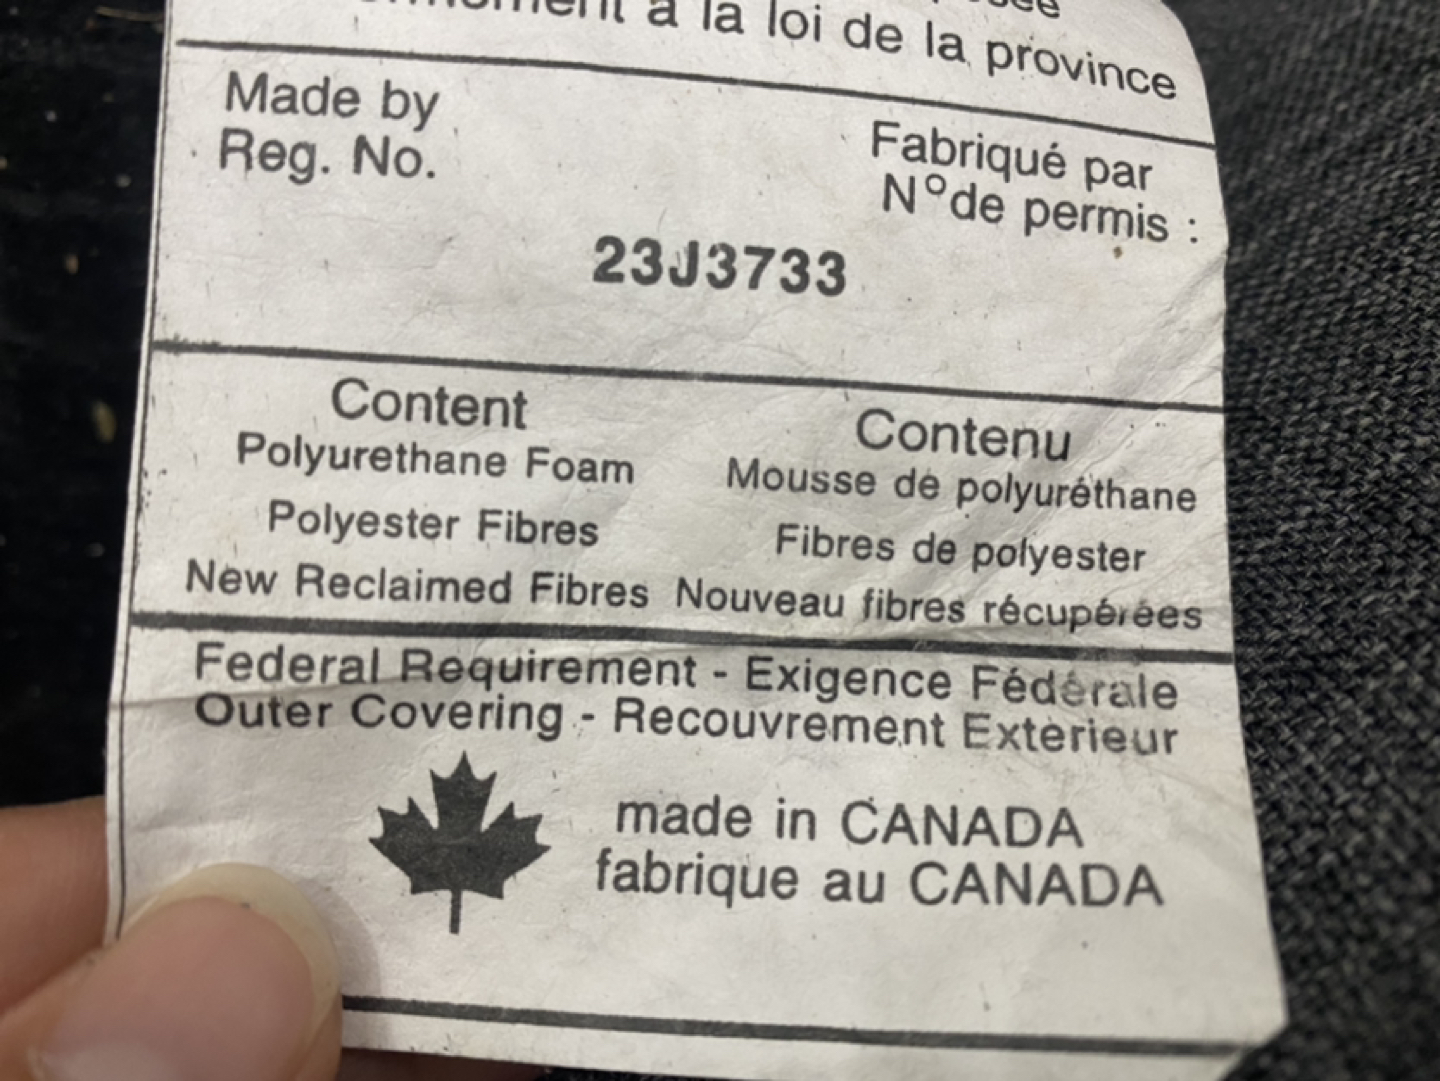 à la loi de la province
Made by
Reg. No.
Fabriqué par
N° de permis :
23J3733
Content
Polyurethane Foam
Polyester Fibres
New Reclaimed Fibres
Contenu
Mousse de polyuréthane
Fibres de polyester
Nouveau fibres récupérées
Federal Requirement - Exigence Fédérale
Outer Covering - Recouvrement Extérieur
made in CANADA
fabrique au CANADA